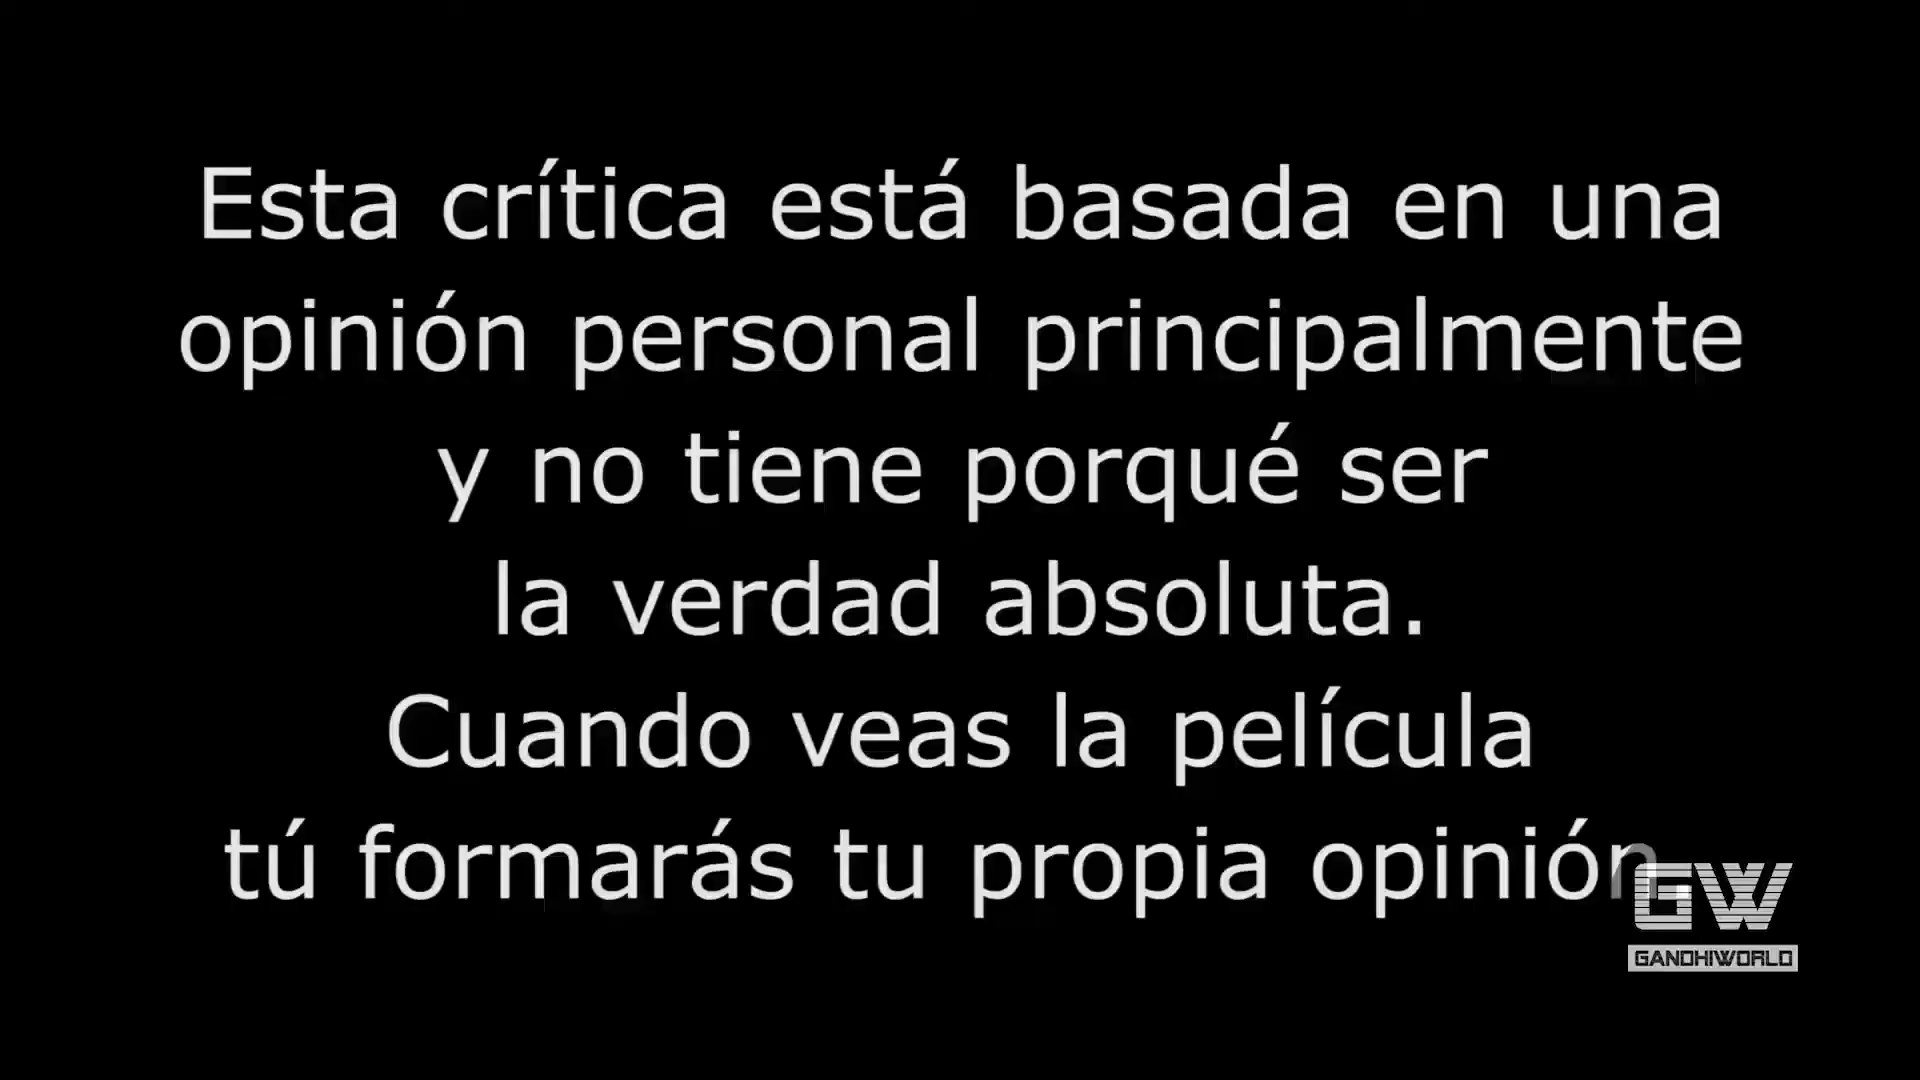 Esta crítica está basada en una
opinión personal principalmente
y no tiene porqué ser
la verdad absoluta.
Cuando veas la película
tú formarás tu propia opinión
GW
GANDHIWORLD